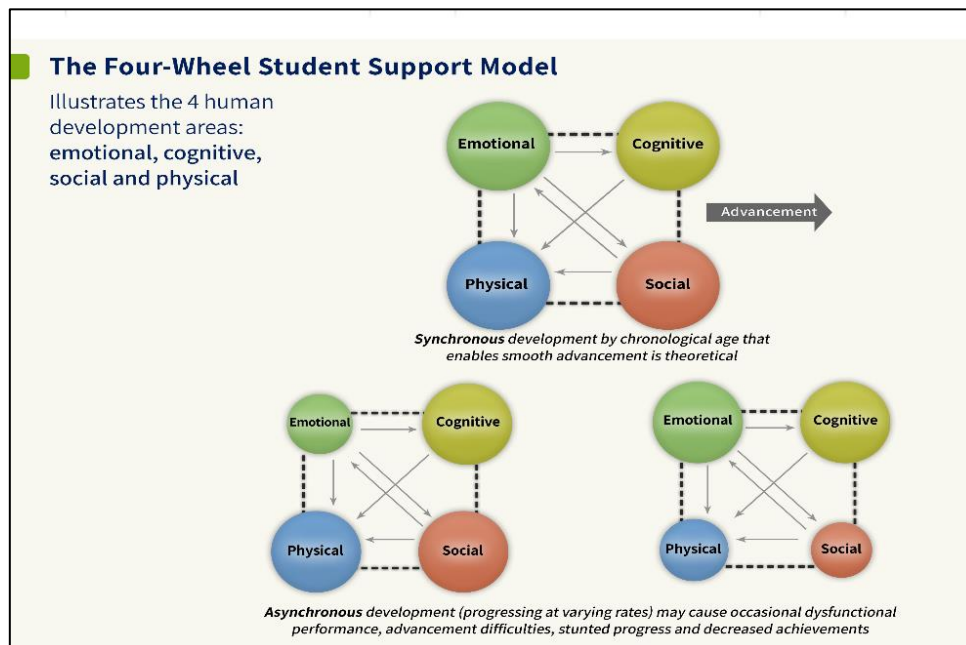 The Four-Wheel Student Support Model
Illustrates the 4 human
development areas:
emotional, cognitive,
social and physical
Emotional
Cognitive
Advancement
Physical
Social
Synchronous development by chronological age that
enables smooth advancement is theoretical
Emotional
Cognitive
Physical
Social
Emotional
Cognitive
Physical
Social
Asynchronous development (progressing at varying rates) may cause occasional dysfunctional
performance, advancement difficulties, stunted progress and decreased achievements